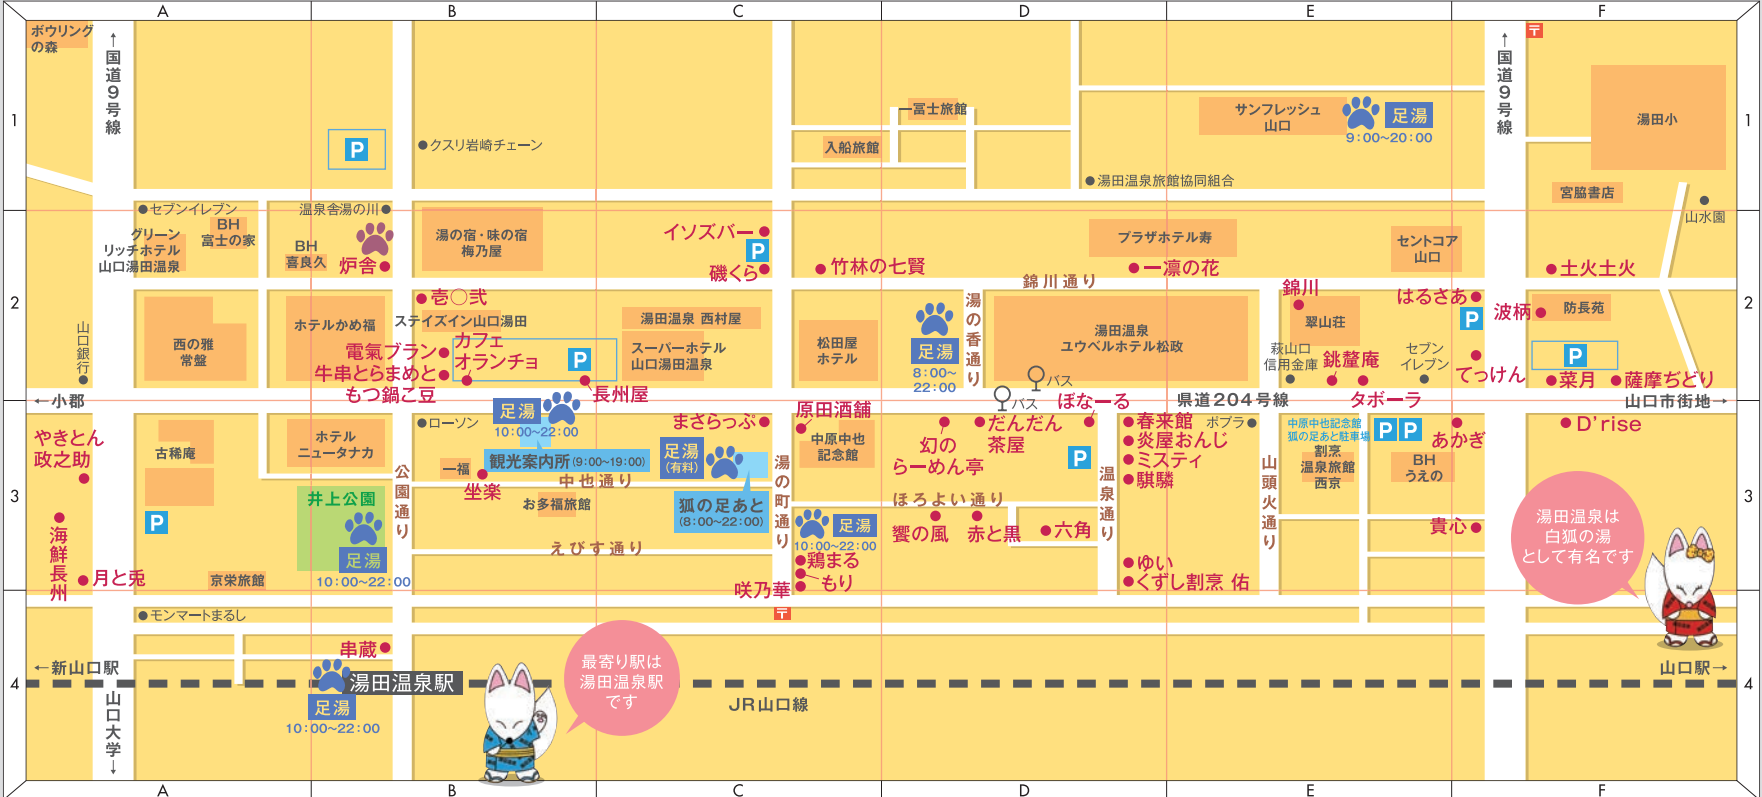 A
B
C
D
E
F
1
2
3
4
ボウリング
の森
↑国道9号線
P
クスリ岩崎チェーン
一富士旅館
入船旅館
サンフレッシュ
山口
足湯
9:00~20:00
湯田温泉旅館協同組合
↑国道9号線
〒
湯田小
宮脇書店
山水園
1
セブンイレブン
グリーン
リッチホテル
山口湯田温泉
BH
富士の家
温泉舎湯の川
BH
喜良久
炉舎
湯の宿・味の宿
梅乃屋
イソズバー
P
磯くら
竹林の七賢
プラザホテル寿
一凛の花
錦川通り
セントコア
山口
土火土火
はるさあ
波柄
防長苑
2
山口銀行
西の雅
常盤
ホテルかめ福
壱〇弐
ステイズイン山口湯田
電氣ブラン
カフェ
オランチョ
牛串とらまめと
もつ鍋こ豆
P
長州屋
湯田温泉 西村屋
スーパーホテル
山口湯田温泉
松田屋
ホテル
足湯
8:00~
22:00
湯の香通り
湯田温泉
ユウベルホテル松政
バス
バス
錦川
翠山荘
萩山口
信用金庫
銚釐庵
タボーラ
セブン
イレブン
P
てっけん
P
菜月
薩摩ぢどり
←小郡
県道204号線
山口市街地→
やきとん
政之助
古稀庵
ホテル
ニュータナカ
公園通り
ローソン
足湯
10:00~22:00
観光案内所(9:00~19:00)
一福
坐楽
中也通り
お多福旅館
えびす通り
まさらっぷ
足湯
(有料)
狐の足あと
(8:00~22:00)
湯の町通り
原田酒舗
中原中也
記念館
幻の
らーめん亭
だんだん
茶屋
ぼなーる
P
ほろよい通り
饗の風
赤と黒
六角
足湯
10:00~22:00
鶏まる
もり
咲乃華
〒
温泉通り
春来館
炎屋おんじ
ミスティ
騏驎
ゆい
くずし割烹 佑
ポプラ
山頭火通り
中原中也記念館
狐の足あと駐車場
P
P
割烹
温泉旅館
西京
BH
うえの
あかぎ
貴心
D'rise
3
湯田温泉は
白狐の湯
として有名です
海鮮長州
月と兎
P
井上公園
足湯
10:00~22:00
京栄旅館
モンマートまるし
串蔵
←新山口駅
湯田温泉駅
足湯
10:00~22:00
最寄り駅は
湯田温泉駅
です
JR山口線
山口駅→
4
山口大学↓
A
B
C
D
E
F